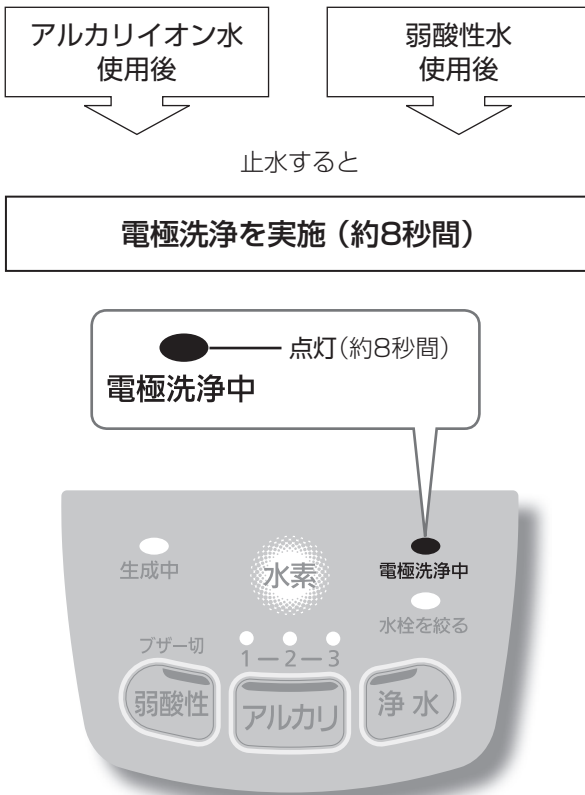 アルカリイオン水
使用後
弱酸性水
使用後
止水すると
電極洗浄を実施（約8秒間）
点灯（約8秒間）
電極洗浄中
生成中
水素
電極洗浄中
水栓を絞る
ブザー切
1ー2ー3
弱酸性
アルカリ
浄水